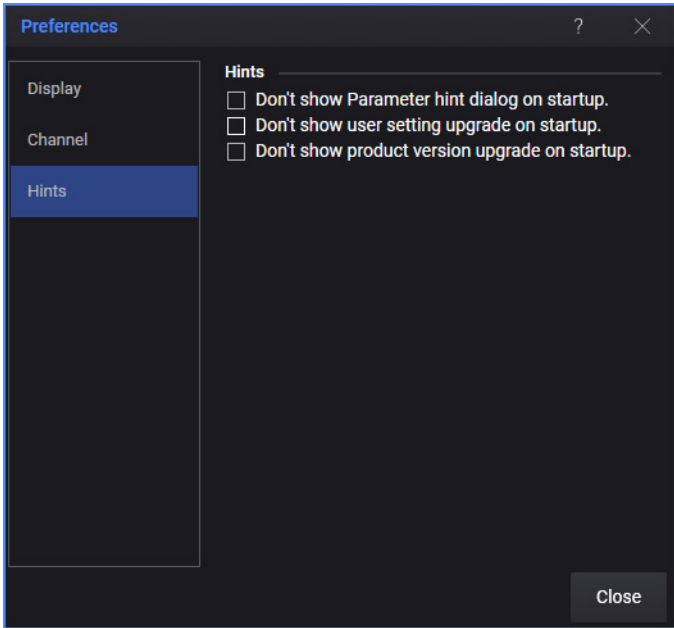 Preferences ?
Display
Channel
Hints
Hints
Don't show Parameter hint dialog on startup.
Don't show user setting upgrade on startup.
Don't show product version upgrade on startup.
Close